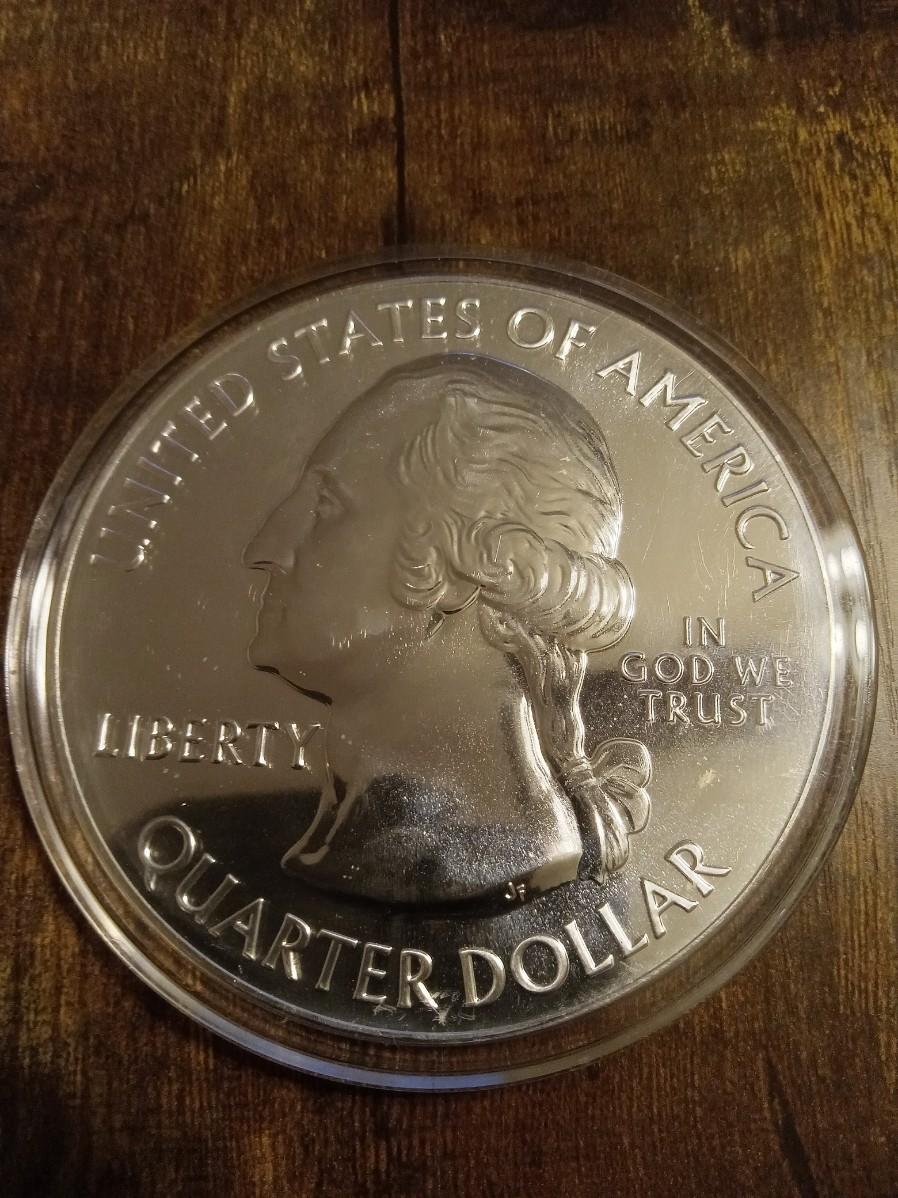 UNITED STATES OF AMERICA
IN
GOD WE
TRUST
LIBERTY
JF
QUARTER DOLLAR